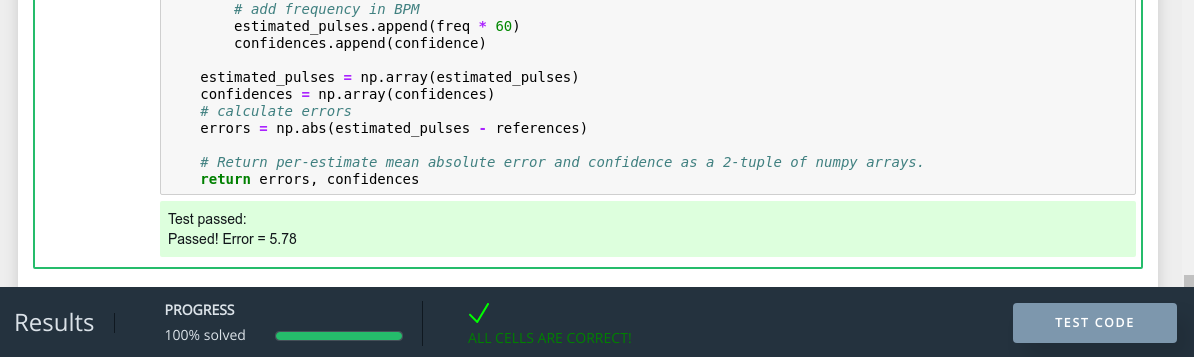 # add frequency in BPM
estimated_pulses.append(freq * 60)
confidences.append(confidence)
estimated_pulses = np.array(estimated_pulses)
confidences = np.array(confidences)
# calculate errors
errors = np.abs(estimated_pulses - references)
# Return per-estimate mean absolute error and confidence as a 2-tuple of numpy arrays.
return errors, confidences
Test passed:
Passed! Error = 5.78
Results
PROGRESS
100% solved
ALL CELLS ARE CORRECT!
TEST CODE